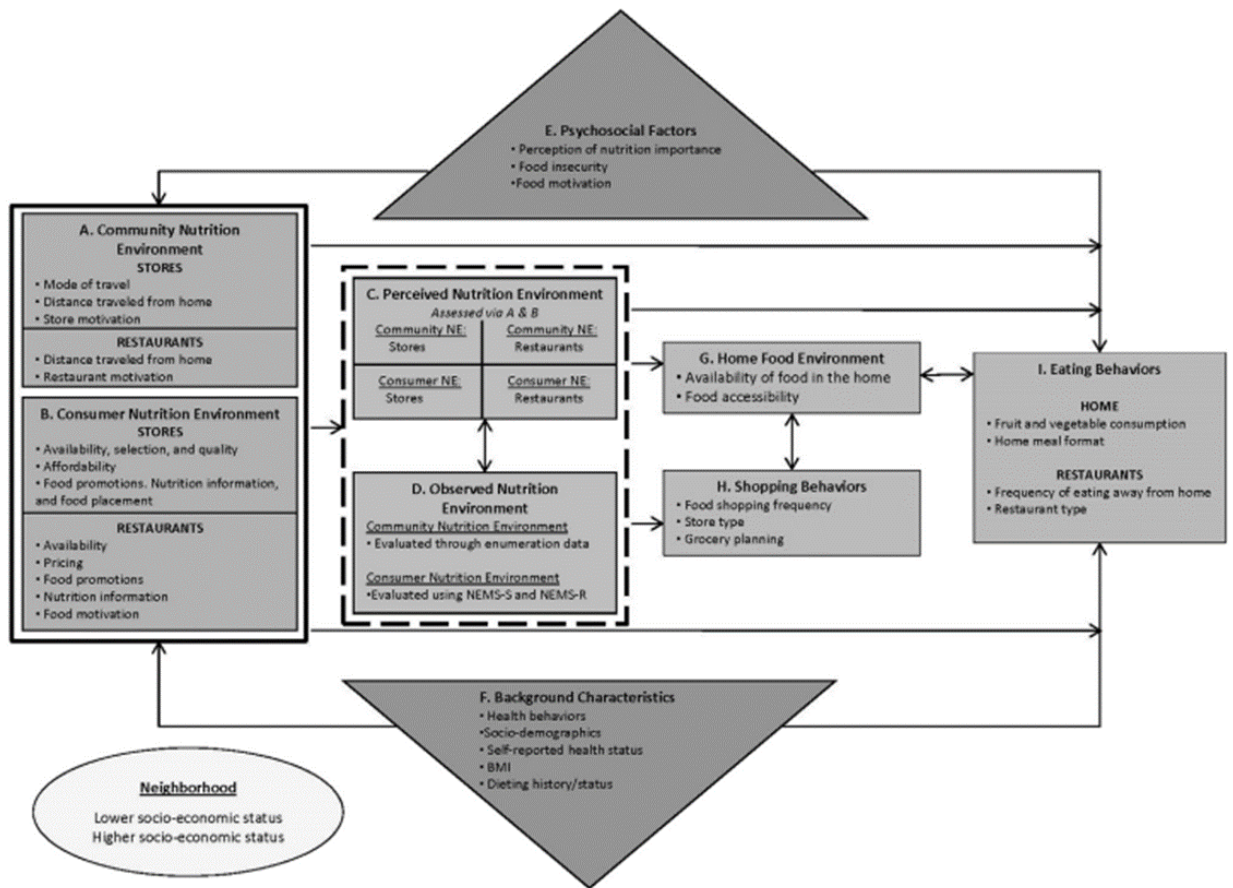 E. Psychosocial Factors
• Perception of nutrition importance
• Food insecurity
•Food motivation
A. Community Nutrition
Environment
STORES
• Mode of travel
• Distance traveled from home
• Store motivation
RESTAURANTS
• Distance traveled from home
• Restaurant motivation
B. Consumer Nutrition Environment
STORES
• Availability, selection, and quality
• Affordability
• Food promotions. Nutrition information,
and food placement
RESTAURANTS
• Availability
• Pricing
• Food promotions
• Nutrition information
• Food motivation
C. Perceived Nutrition Environment
Assessed via A & B
Community NE:
Stores
Community NE:
Restaurants
Consumer NE:
Stores
Consumer NE:
Restaurants
D. Observed Nutrition
Environment
Community Nutrition Environment
• Evaluated through enumeration data
Consumer Nutrition Environment
•Evaluated using NEMS-S and NEMS-R
G. Home Food Environment
• Availability of food in the home
• Food accessibility
H. Shopping Behaviors
• Food shopping frequency
• Store type
• Grocery planning
I. Eating Behaviors
HOME
• Fruit and vegetable consumption
• Home meal format
RESTAURANTS
• Frequency of eating away from home
• Restaurant type
F. Background Characteristics
• Health behaviors
•Socio-demographics
• Self-reported health status
• BMI
• Dieting history/status
Neighborhood
Lower socio-economic status
Higher socio-economic status